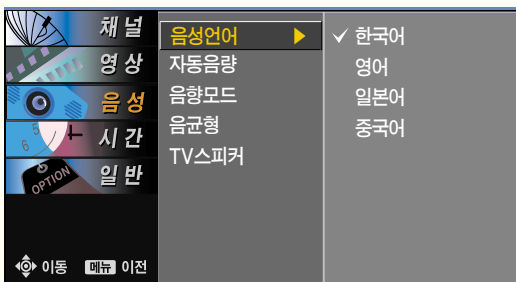 채널
영상
음성
시간
일반
6 5
OPTION
이동 메뉴 이전
음성언어
자동음량
음향모드
음균형
TV스피커
한국어
영어
일본어
중국어